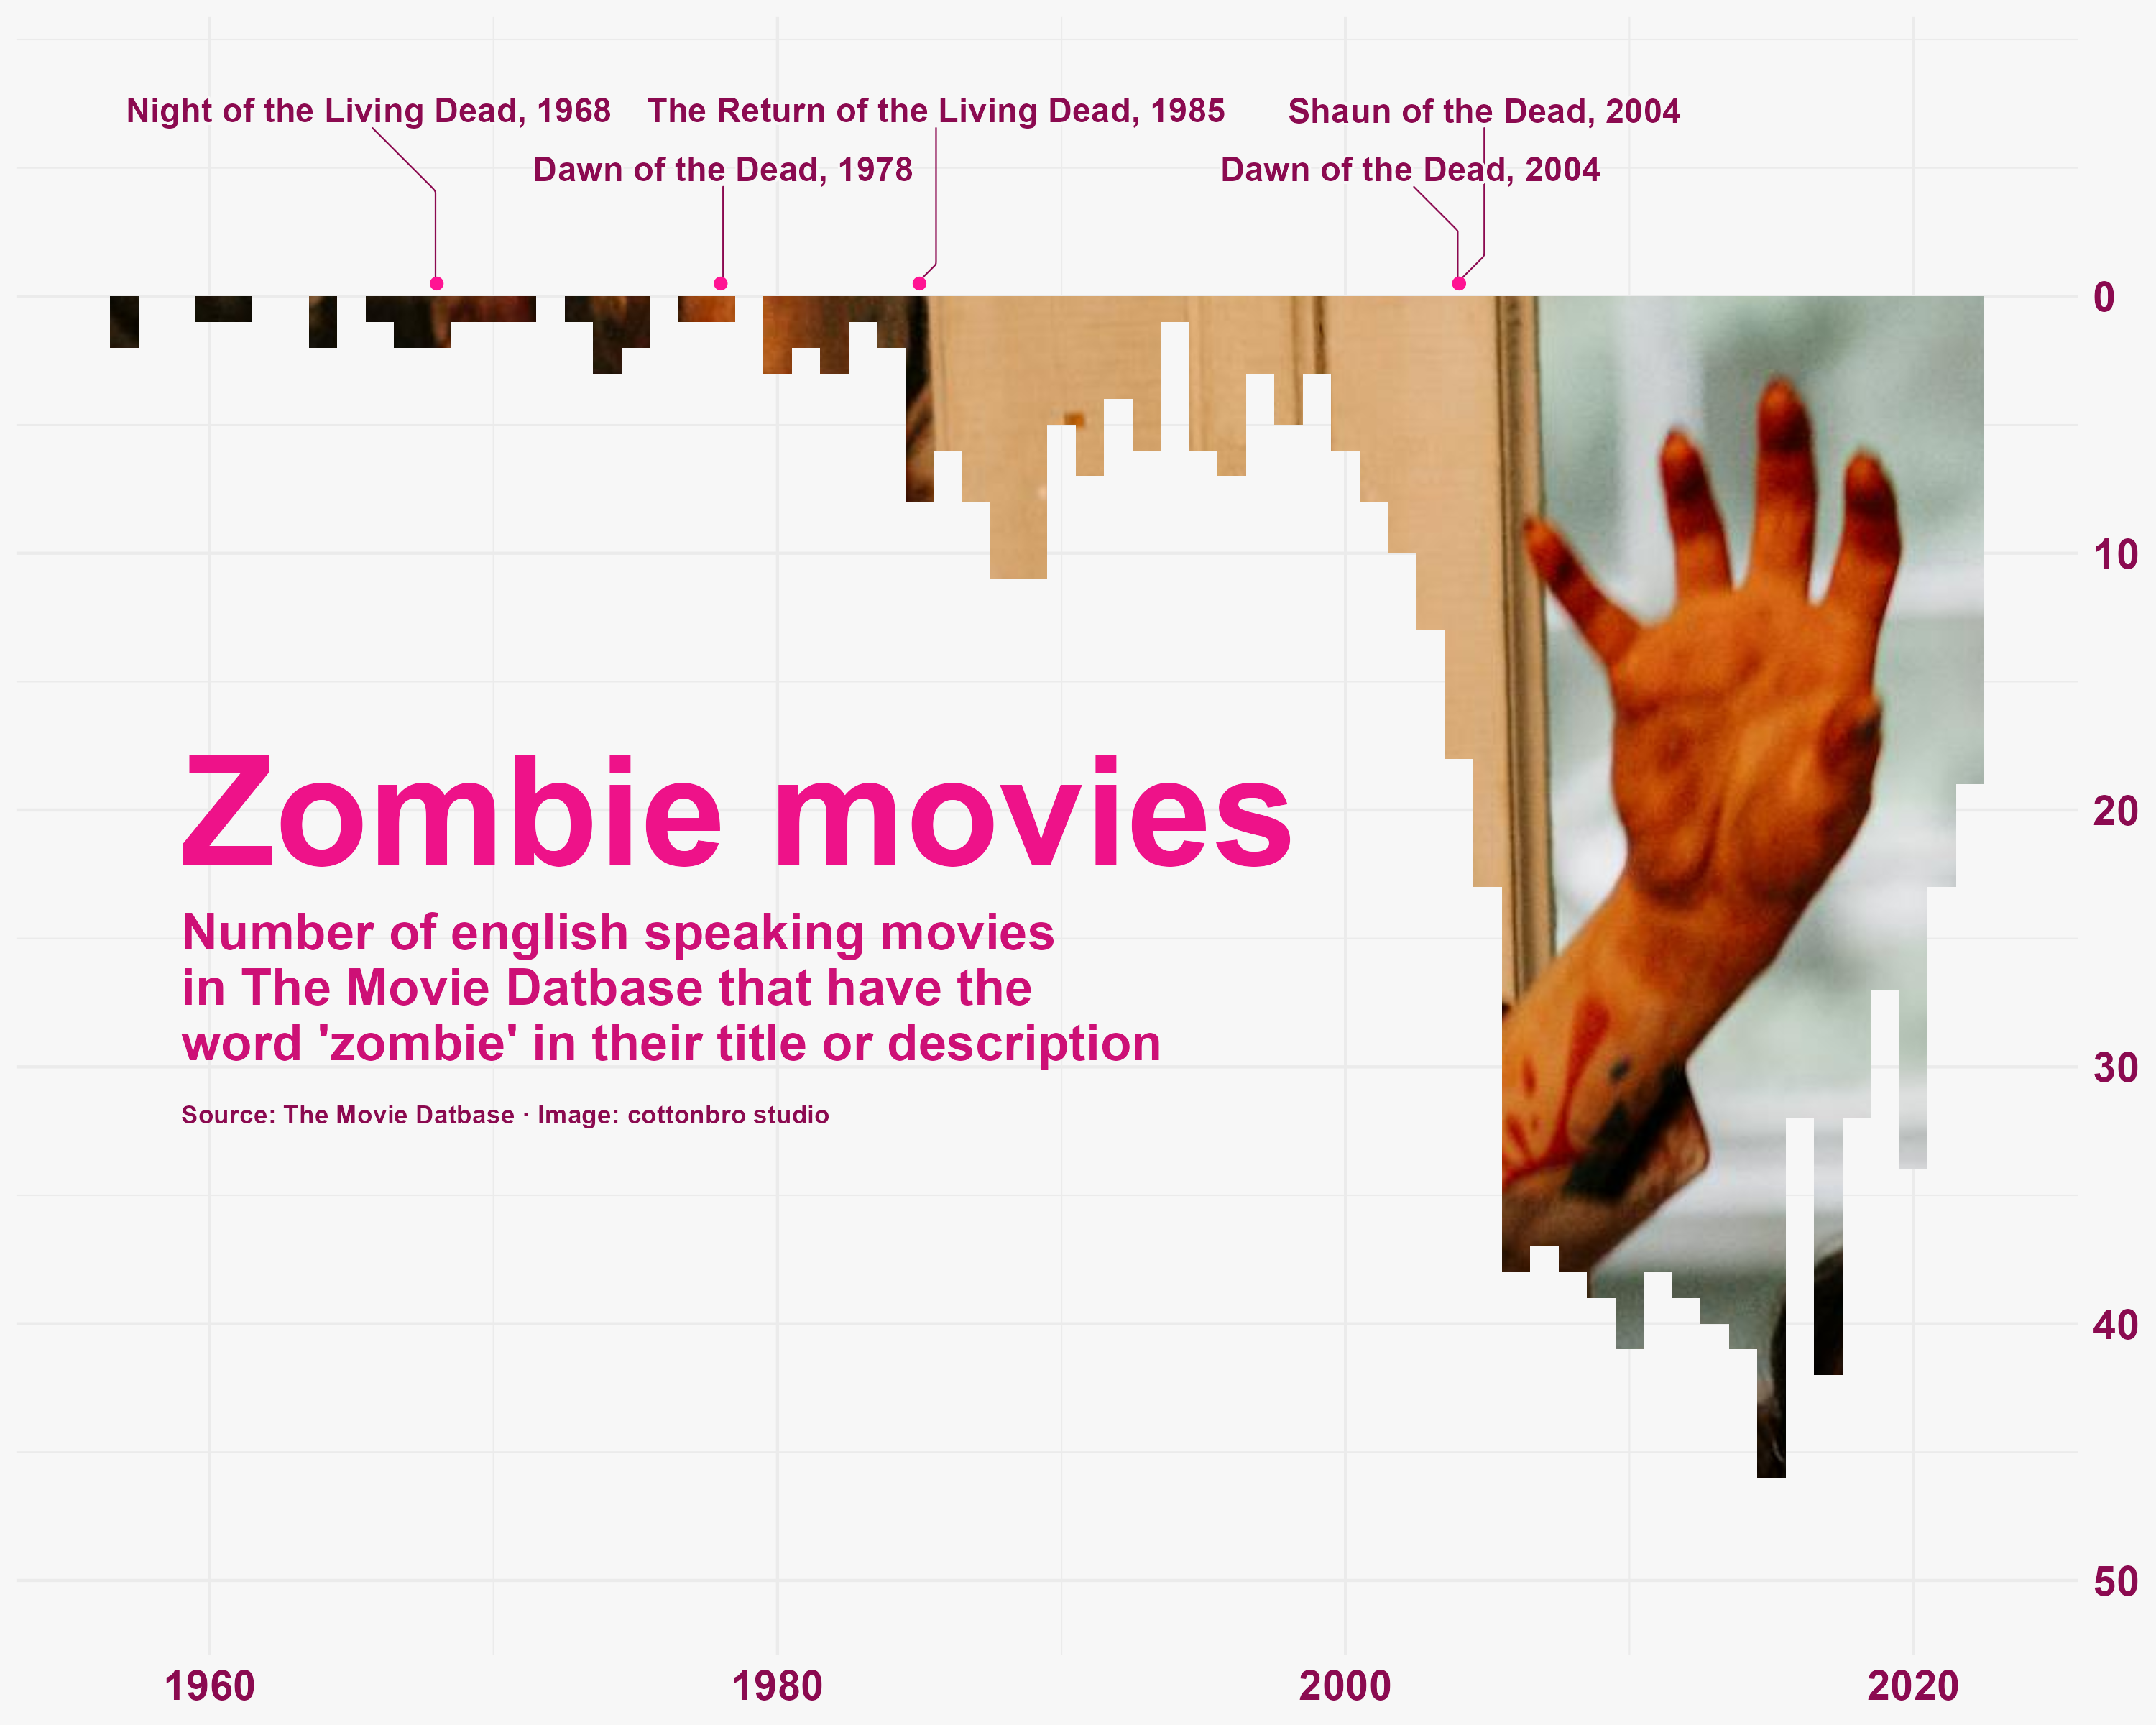 Night of the Living Dead, 1968
The Return of the Living Dead, 1985
Shaun of the Dead, 2004
Dawn of the Dead, 1978
Dawn of the Dead, 2004
0
10
20
30
40
50
Zombie movies
Number of english speaking movies
in The Movie Datbase that have the
word 'zombie' in their title or description
Source: The Movie Datbase · Image: cottonbro studio
1960
1980
2000
2020